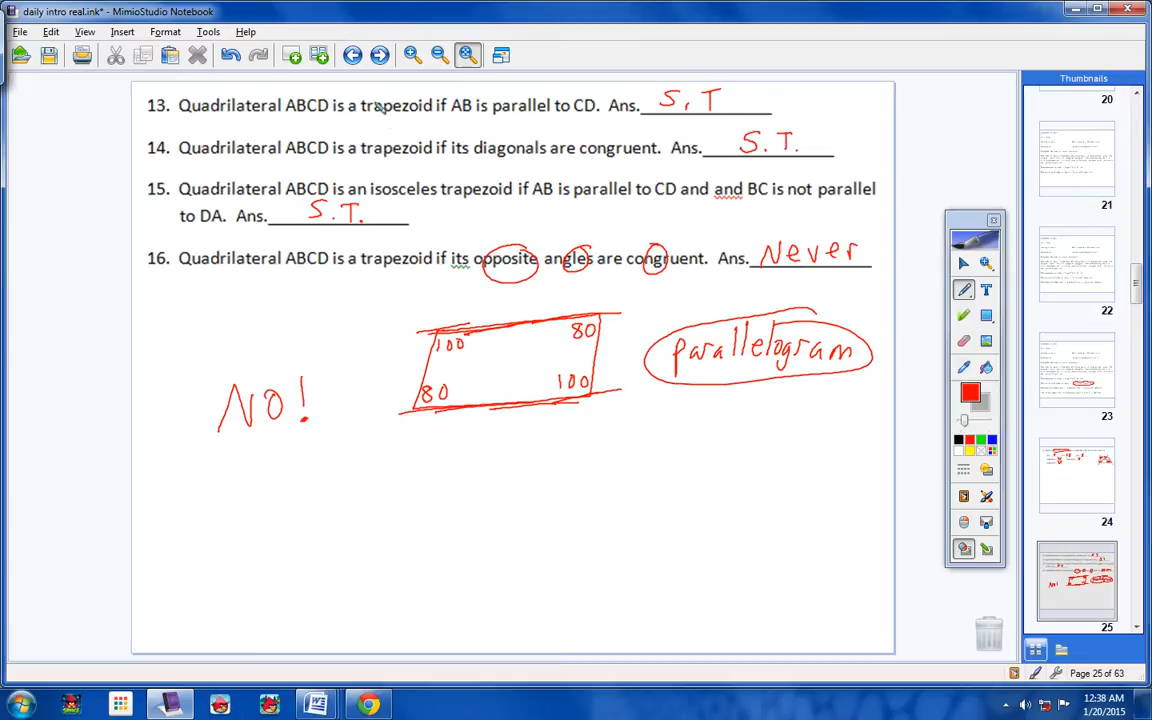 daily intro real.ink* - MimioStudio Notebook
File Edit View Insert Format Tools Help
Thumbnails
13. Quadrilateral ABCD is a trapezoid if AB is parallel to CD. Ans. S. T
14. Quadrilateral ABCD is a trapezoid if its diagonals are congruent. Ans. S.T.
15. Quadrilateral ABCD is an isosceles trapezoid if AB is parallel to CD and and BC is not parallel
to DA. Ans. S.T.
16. Quadrilateral ABCD is a trapezoid if its opposite angles are congruent. Ans. Never
100 80
80 100
parallelogram
NO!
20
21
22
23
24
25
Page 25 of 63
12:38 AM
1/20/2015